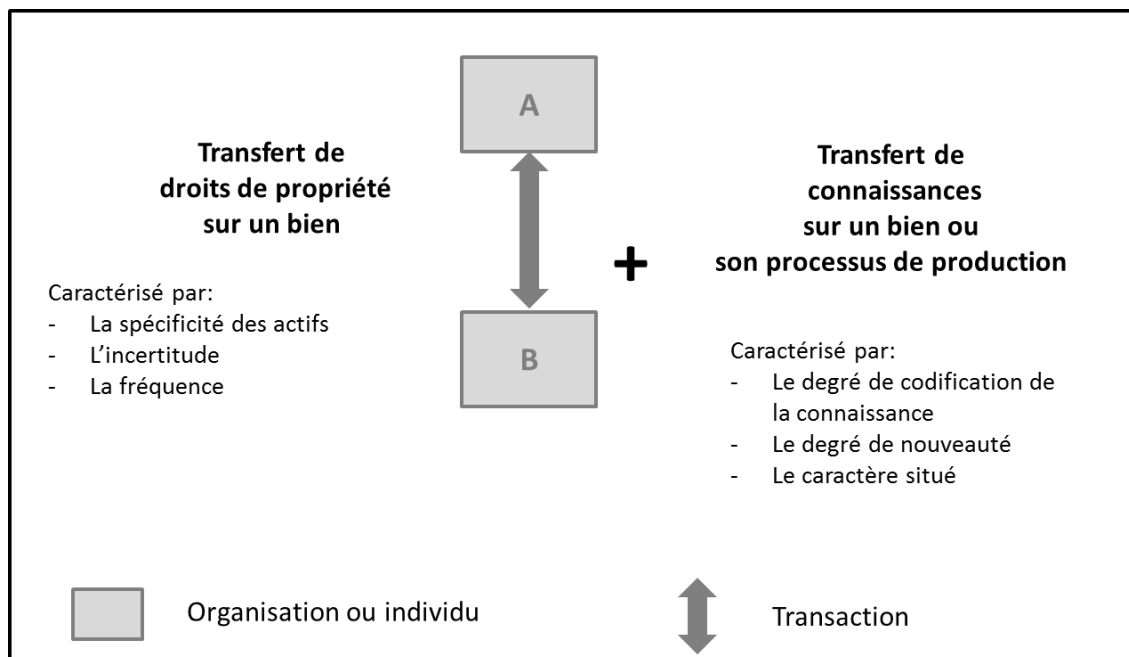 A
Transfert de
droits de propriété
sur un bien
Caractérisé par:
- La spécificité des actifs
- L’incertitude
- La fréquence
+
B
Transfert de
connaissances
sur un bien ou
son processus de production
Caractérisé par:
- Le degré de codification de
la connaissance
- Le degré de nouveauté
- Le caractère situé
Organisation ou individu
Transaction